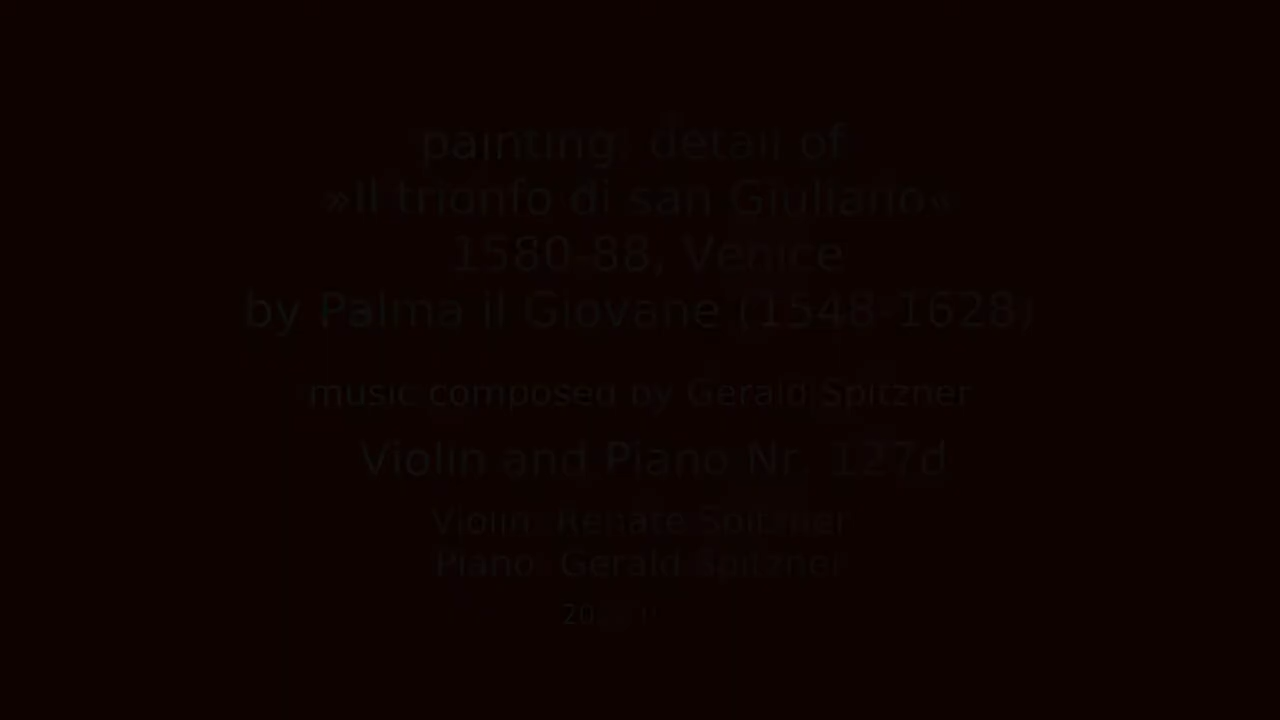 painting: detail of
»Il trionfo di san Giuliano«
1580-88, Venice
by Palma il Giovane (1548-1628)
music composed by Gerald Spitzner
Violin and Piano Nr. 127d
Violin: Renate Spitzner
Piano: Gerald Spitzner